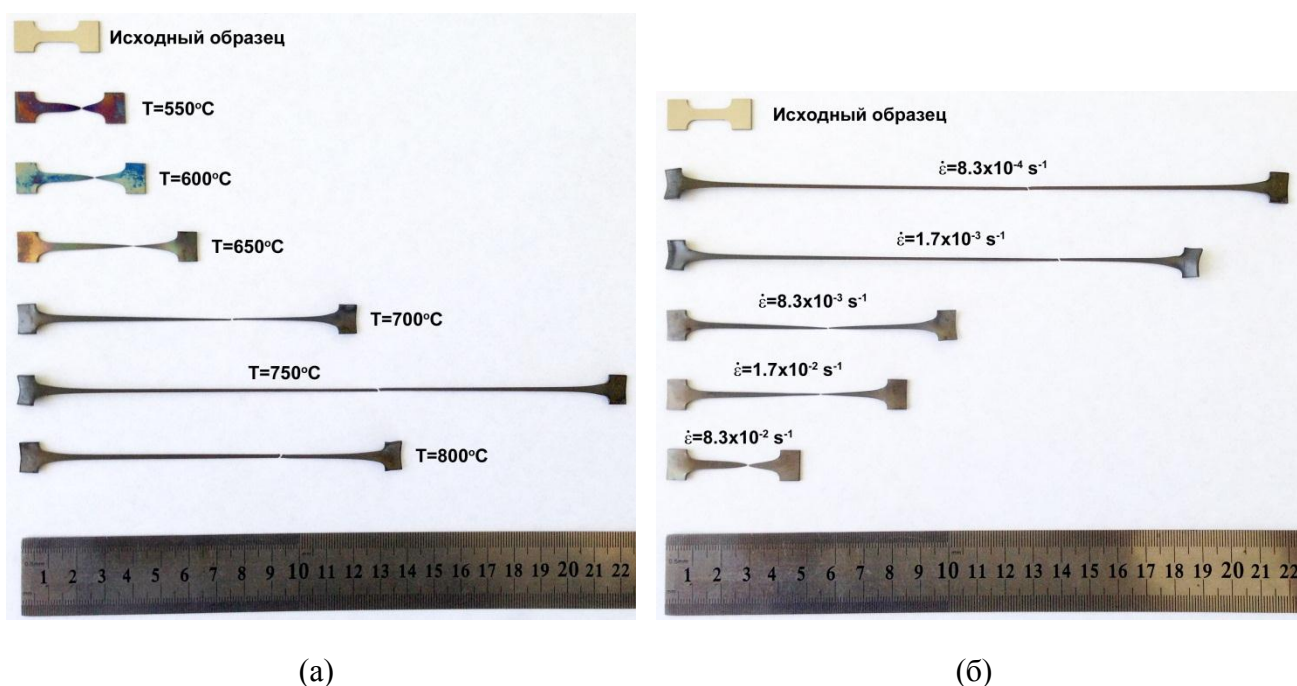 Исходный образец
T=550°C
T=600°C
T=650°C
T=700°C
T=750°C
T=800°C
1 2 3 4 5 6 7 8 9 10 11 12 13 14 15 16 17 18 19 20 21 22
(а)
Исходный образец
ε̇=8.3x10⁻⁴ s⁻¹
ε̇=1.7x10⁻³ s⁻¹
ε̇=8.3x10⁻³ s⁻¹
ε̇=1.7x10⁻² s⁻¹
ε̇=8.3x10⁻² s⁻¹
1 2 3 4 5 6 7 8 9 10 11 12 13 14 15 16 17 18 19 20 21 22
(б)